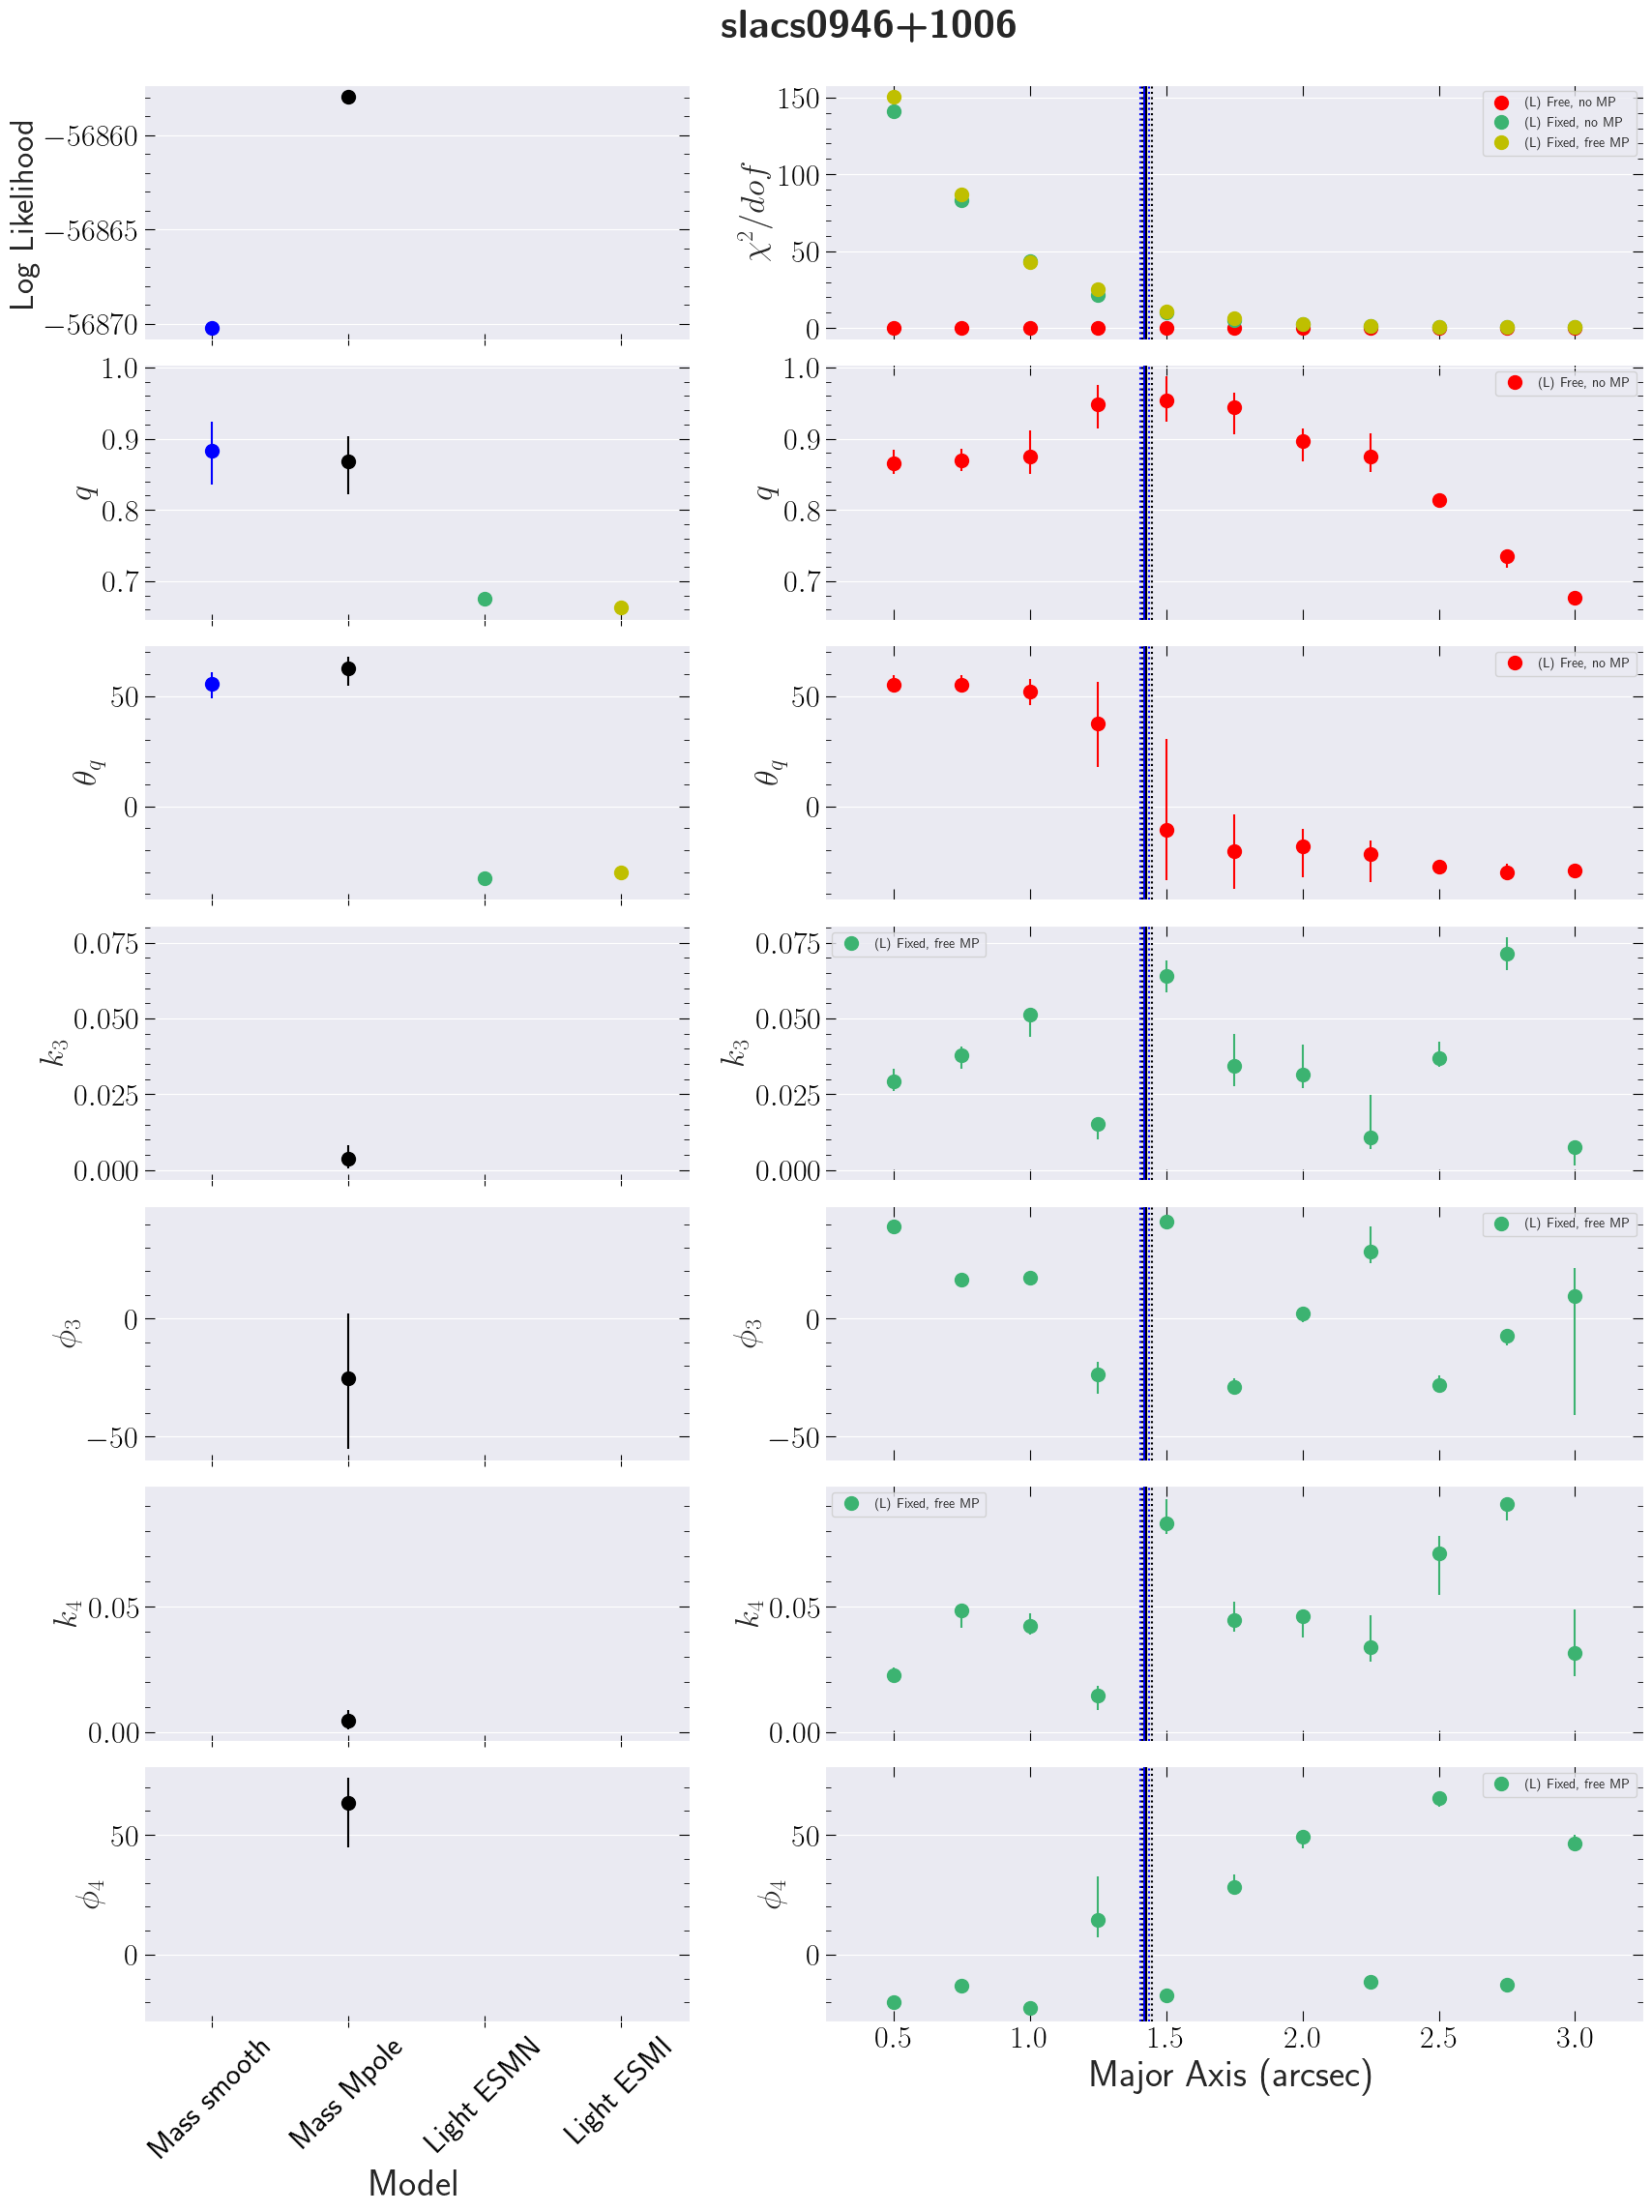 slacs0946+1006
Log Likelihood
−56860
−56865
−56870
χ²/dof
150
100
50
0
(L) Free, no MP
(L) Fixed, no MP
(L) Fixed, free MP
q
1.0
0.9
0.8
0.7
q
1.0
0.9
0.8
0.7
(L) Free, no MP
θq
50
0
θq
50
0
(L) Free, no MP
k3
0.075
0.050
0.025
0.000
k3
0.075
0.050
0.025
0.000
(L) Fixed, free MP
ϕ3
0
−50
ϕ3
0
−50
(L) Fixed, free MP
k4
0.05
0.00
k4
0.05
0.00
(L) Fixed, free MP
ϕ4
50
0
ϕ4
50
0
(L) Fixed, free MP
Mass smooth
Mass Mpole
Light ESMN
Light ESMI
Model
0.5 1.0 1.5 2.0 2.5 3.0
Major Axis (arcsec)